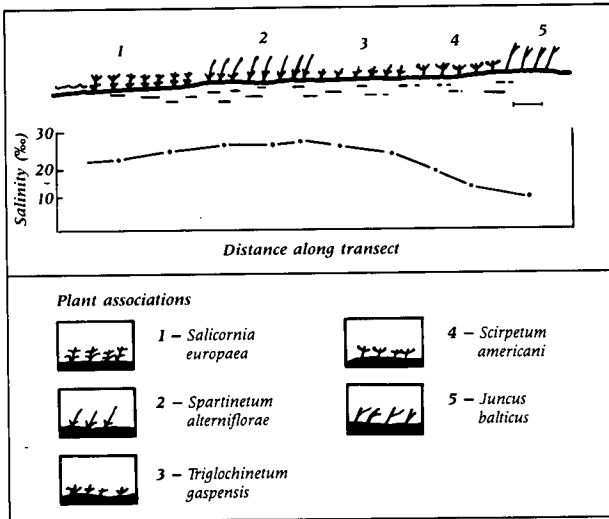 1 2 3 4 5
30
20
10
Salinity (‰)
Distance along transect
Plant associations
1 – Salicornia
europaea
2 – Spartinetum
alterniflorae
3 – Triglochinetum
gaspensis
4 – Scirpetum
americani
5 – Juncus
balticus